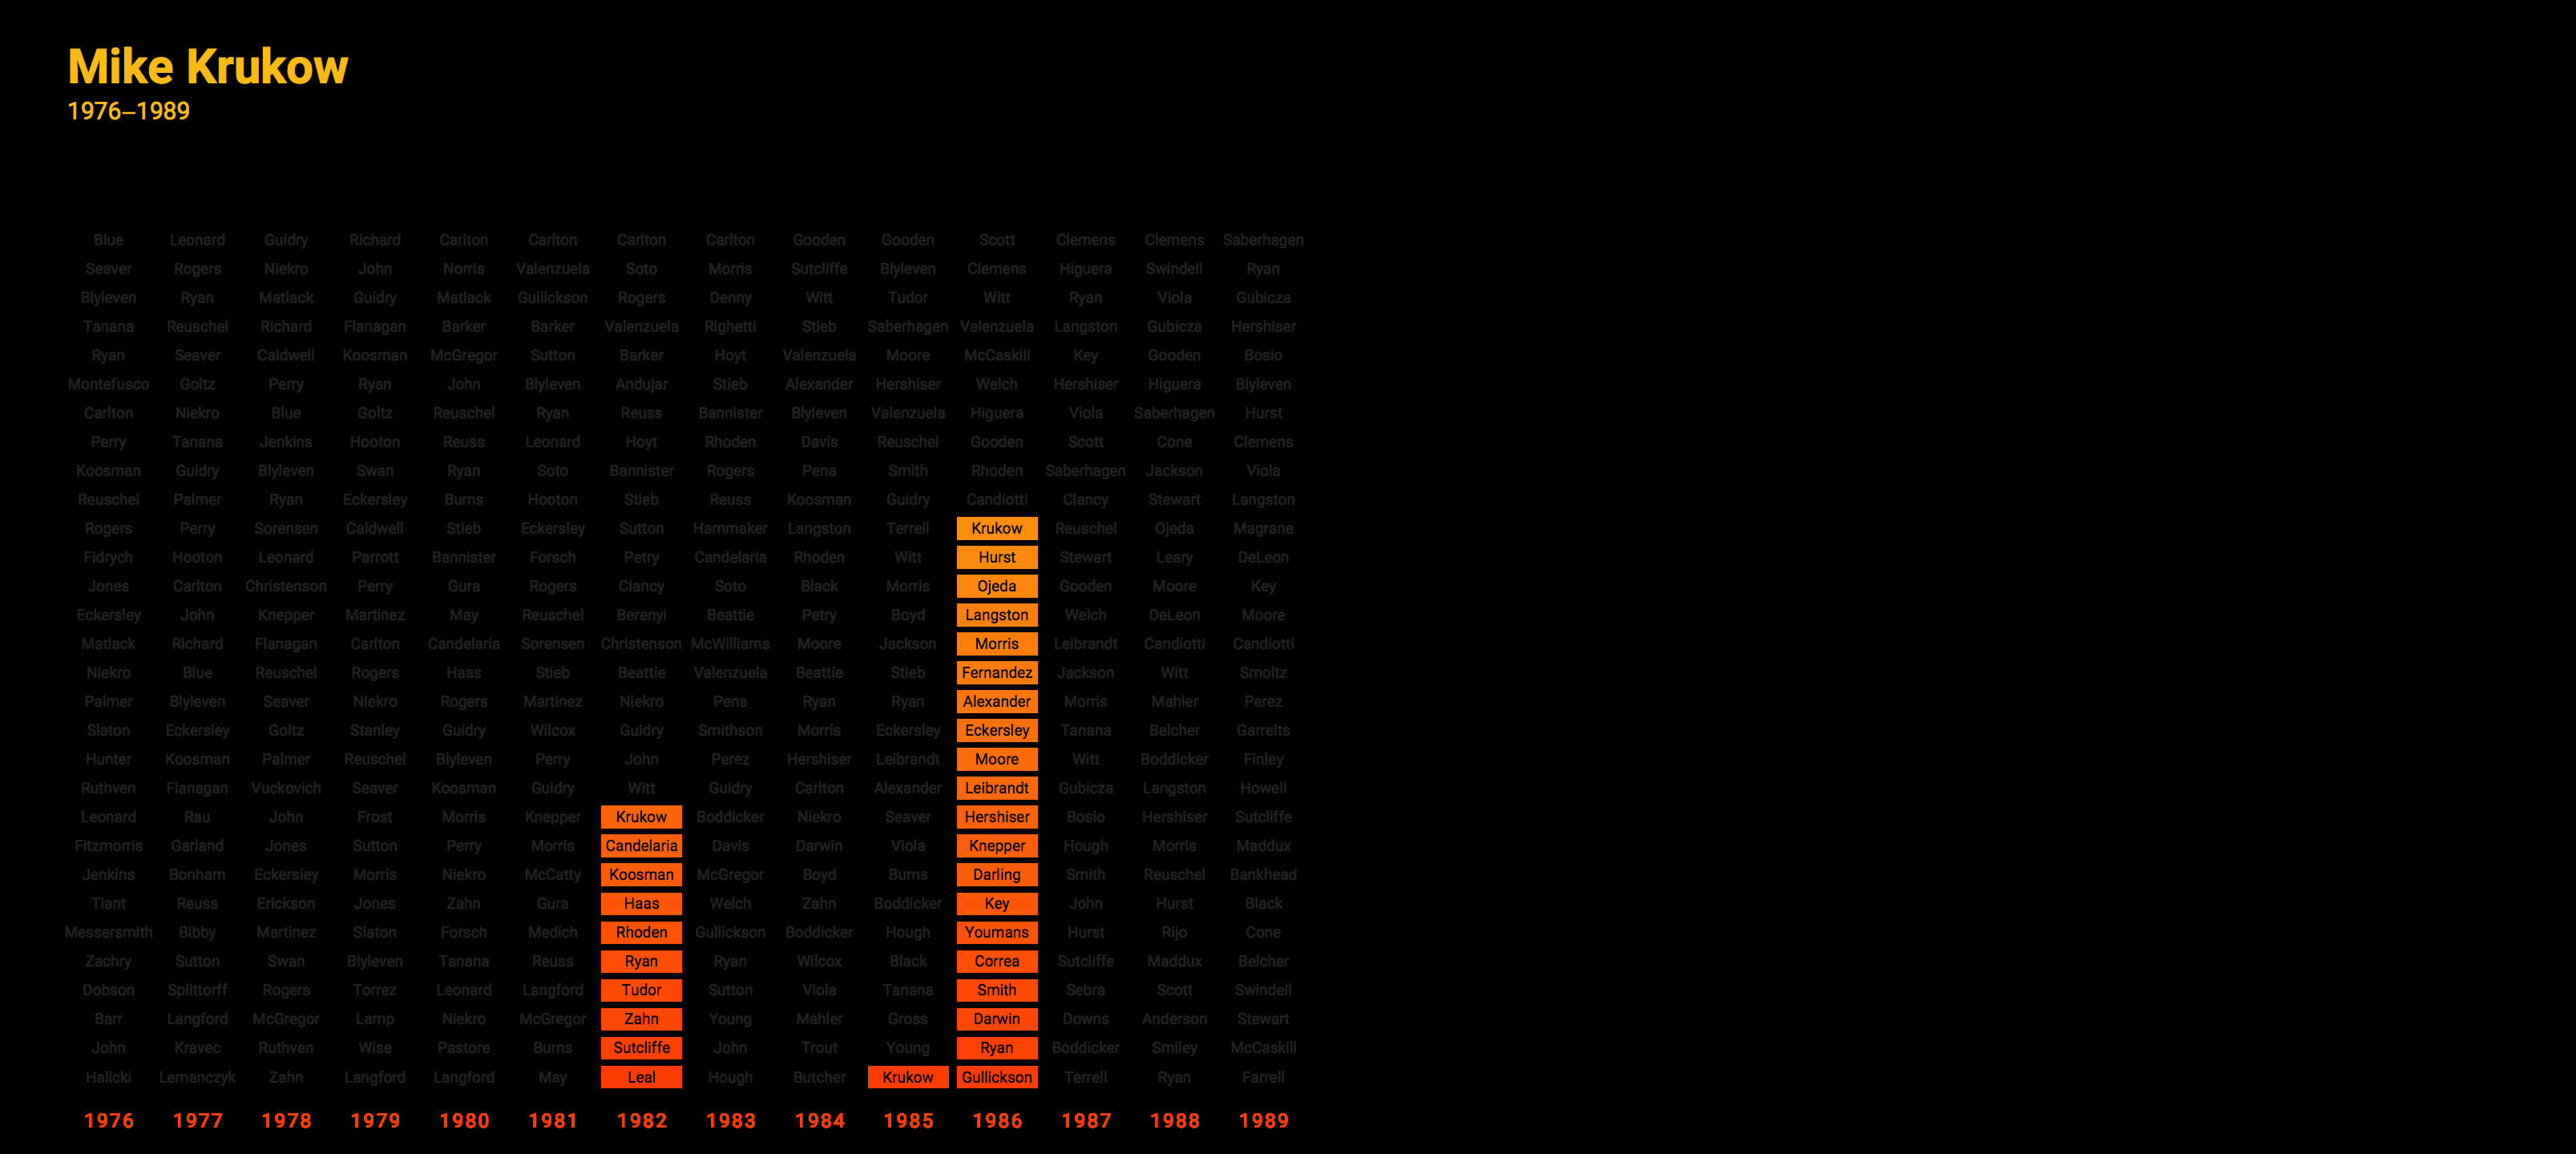 Mike Krukow
1976–1989
Blue Leonard Guidry Richard Carlton Carlton Carlton Carlton Gooden Gooden Scott Clemens Clemens Saberhagen
Seaver Rogers Niekro John Norris Valenzuela Soto Morris Sutcliffe Blyleven Clemens Higuera Swindell Ryan
Blyleven Ryan Matlack Guidry Matlack Gullickson Rogers Denny Witt Tudor Witt Ryan Viola Gubicza
Tanana Reuschel Richard Flanagan Barker Barker Valenzuela Righetti Stieb Saberhagen Valenzuela Langston Gubicza Hershiser
Ryan Seaver Caldwell Koosman McGregor Sutton Barker Hoyt Valenzuela Moore McCaskill Key Gooden Bosio
Montefusco Goltz Perry Ryan John Blyleven Andujar Stieb Alexander Hershiser Welch Hershiser Higuera Blyleven
Carlton Niekro Blue Goltz Reuschel Ryan Reuss Bannister Blyleven Valenzuela Higuera Viola Saberhagen Hurst
Perry Tanana Jenkins Hooton Reuss Leonard Hoyt Rhoden Davis Reuschel Gooden Scott Cone Clemens
Koosman Guidry Blyleven Swan Ryan Soto Bannister Rogers Pena Smith Rhoden Saberhagen Jackson Viola
Reuschel Palmer Ryan Eckersley Burns Hooton Stieb Reuss Koosman Guidry Candiotti Clancy Stewart Langston
Rogers Perry Sorensen Caldwell Stieb Eckersley Sutton Hammaker Langston Terrell Krukow Reuschel Ojeda Magrane
Fidrych Hooton Leonard Parrott Bannister Forsch Petry Candelaria Rhoden Witt Hurst Stewart Leary DeLeon
Jones Carlton Christenson Perry Gura Rogers Clancy Soto Black Morris Ojeda Gooden Moore Key
Eckersley John Knepper Martinez May Reuschel Berenyi Beattie Petry Boyd Langston Welch DeLeon Moore
Matlack Richard Flanagan Carlton Candelaria Sorensen Christenson McWilliams Moore Jackson Morris Leibrandt Candiotti Candiotti
Niekro Blue Reuschel Rogers Haas Stieb Beattie Valenzuela Beattie Stieb Fernandez Jackson Witt Smoltz
Palmer Blyleven Seaver Niekro Rogers Martinez Niekro Pena Ryan Ryan Alexander Morris Mahler Perez
Slaton Eckersley Goltz Stanley Guidry Wilcox Guidry Smithson Morris Eckersley Eckersley Tanana Belcher Garrelts
Hunter Koosman Palmer Reuschel Blyleven Perry John Perez Hershiser Leibrandt Moore Witt Boddicker Finley
Ruthven Flanagan Vuckovich Seaver Koosman Guidry Witt Guidry Carlton Alexander Leibrandt Gubicza Langston Howell
Leonard Rau John Frost Morris Knepper Krukow Boddicker Niekro Seaver Hershiser Bosio Hershiser Sutcliffe
Fitzmorris Garland Jones Sutton Perry Morris Candelaria Davis Darwin Viola Knepper Hough Morris Maddux
Jenkins Bonham Eckersley Morris Niekro McCatty Koosman McGregor Boyd Burns Darling Smith Reuschel Bankhead
Tiant Reuss Erickson Jones Zahn Gura Haas Welch Zahn Boddicker Key John Hurst Black
Messersmith Bibby Martinez Slaton Forsch Medich Rhoden Gullickson Boddicker Hough Youmans Hurst Rijo Cone
Zachry Sutton Swan Blyleven Tanana Reuss Ryan Ryan Wilcox Black Correa Sutcliffe Maddux Belcher
Dobson Splittorff Rogers Torrez Leonard Langford Tudor Sutton Viola Tanana Smith Sebra Scott Swindell
Barr Langford McGregor Lamp Niekro McGregor Zahn Young Mahler Gross Darwin Downs Anderson Stewart
John Kravec Ruthven Wise Pastore Burns Sutcliffe John Trout Young Ryan Boddicker Smiley McCaskill
Halicki Lemanczyk Zahn Langford Langford May Leal Hough Butcher Krukow Gullickson Terrell Ryan Farrell
1976 1977 1978 1979 1980 1981 1982 1983 1984 1985 1986 1987 1988 1989